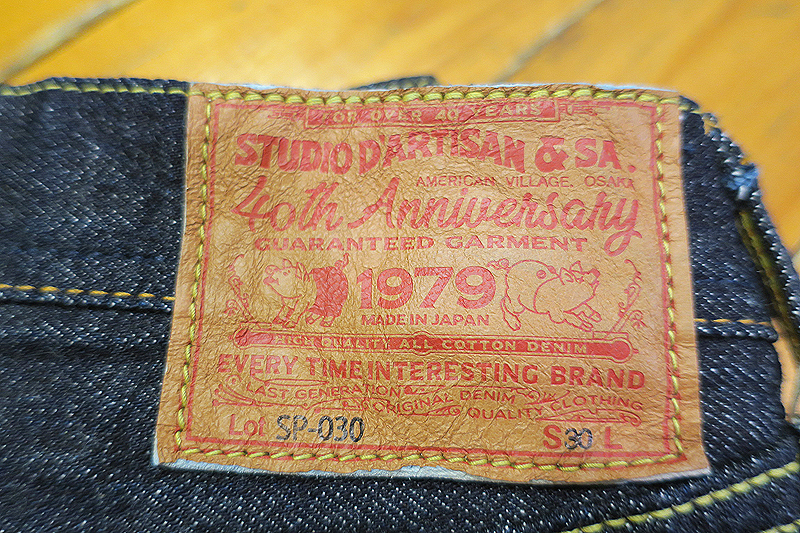 FOR OVER 40 YEARS
STUDIO D'ARTISAN & SA.
AMERICAN VILLAGE. OSAKA
40th Anniversary
GUARANTEED GARMENT
1979
MADE IN JAPAN
HIGH QUALITY ALL COTTON DENIM
EVERY TIME INTERESTING BRAND
LAST GENERATION &
ORIGINAL DENIM
QUALITY CLOTHING
Lot SP-030 S30 L